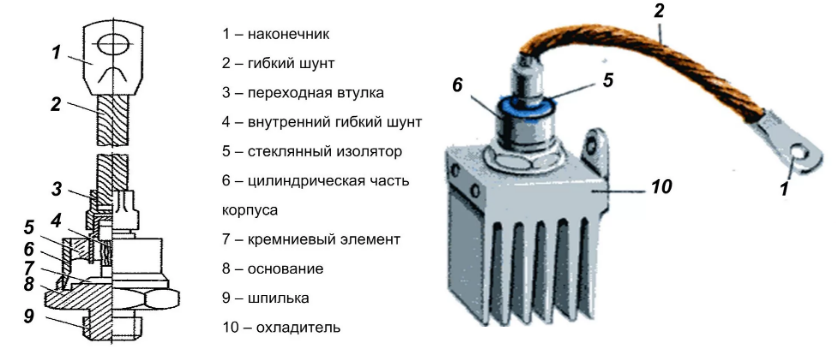 1
2
3
4
5
6
7
8
9
1 – наконечник
2 – гибкий шунт
3 – переходная втулка
4 – внутренний гибкий шунт
5 – стеклянный изолятор
6 – цилиндрическая часть
корпуса
7 – кремниевый элемент
8 – основание
9 – шпилька
10 – охладитель
2
6
5
10
1